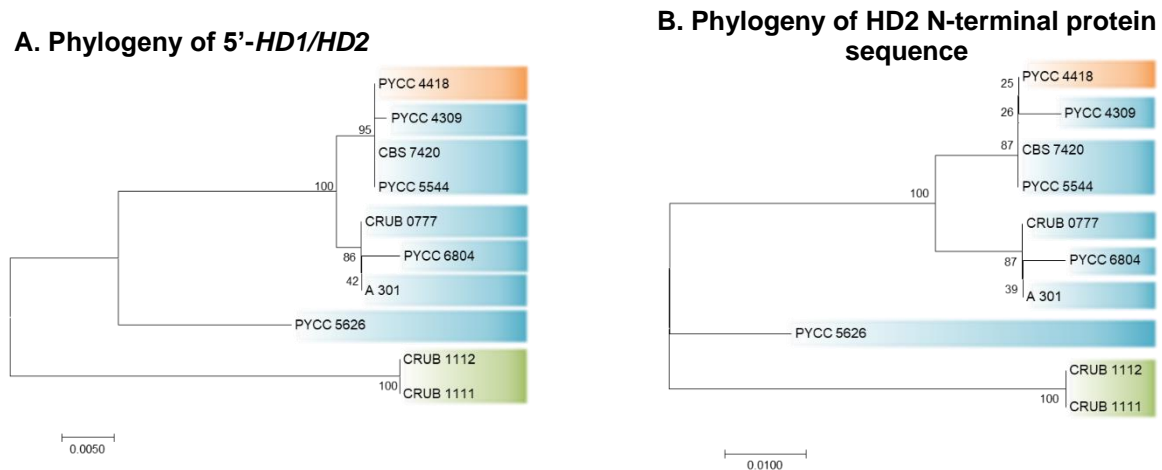 A. Phylogeny of 5’-HD1/HD2
PYCC 4418
PYCC 4309
95
CBS 7420
PYCC 5544
100
CRUB 0777
86
PYCC 6804
42
A 301
PYCC 5626
CRUB 1112
100
CRUB 1111
0.0050
B. Phylogeny of HD2 N-terminal protein
sequence
PYCC 4418
25
26
PYCC 4309
87
CBS 7420
PYCC 5544
100
CRUB 0777
87
PYCC 6804
39
A 301
PYCC 5626
CRUB 1112
100
CRUB 1111
0.0100